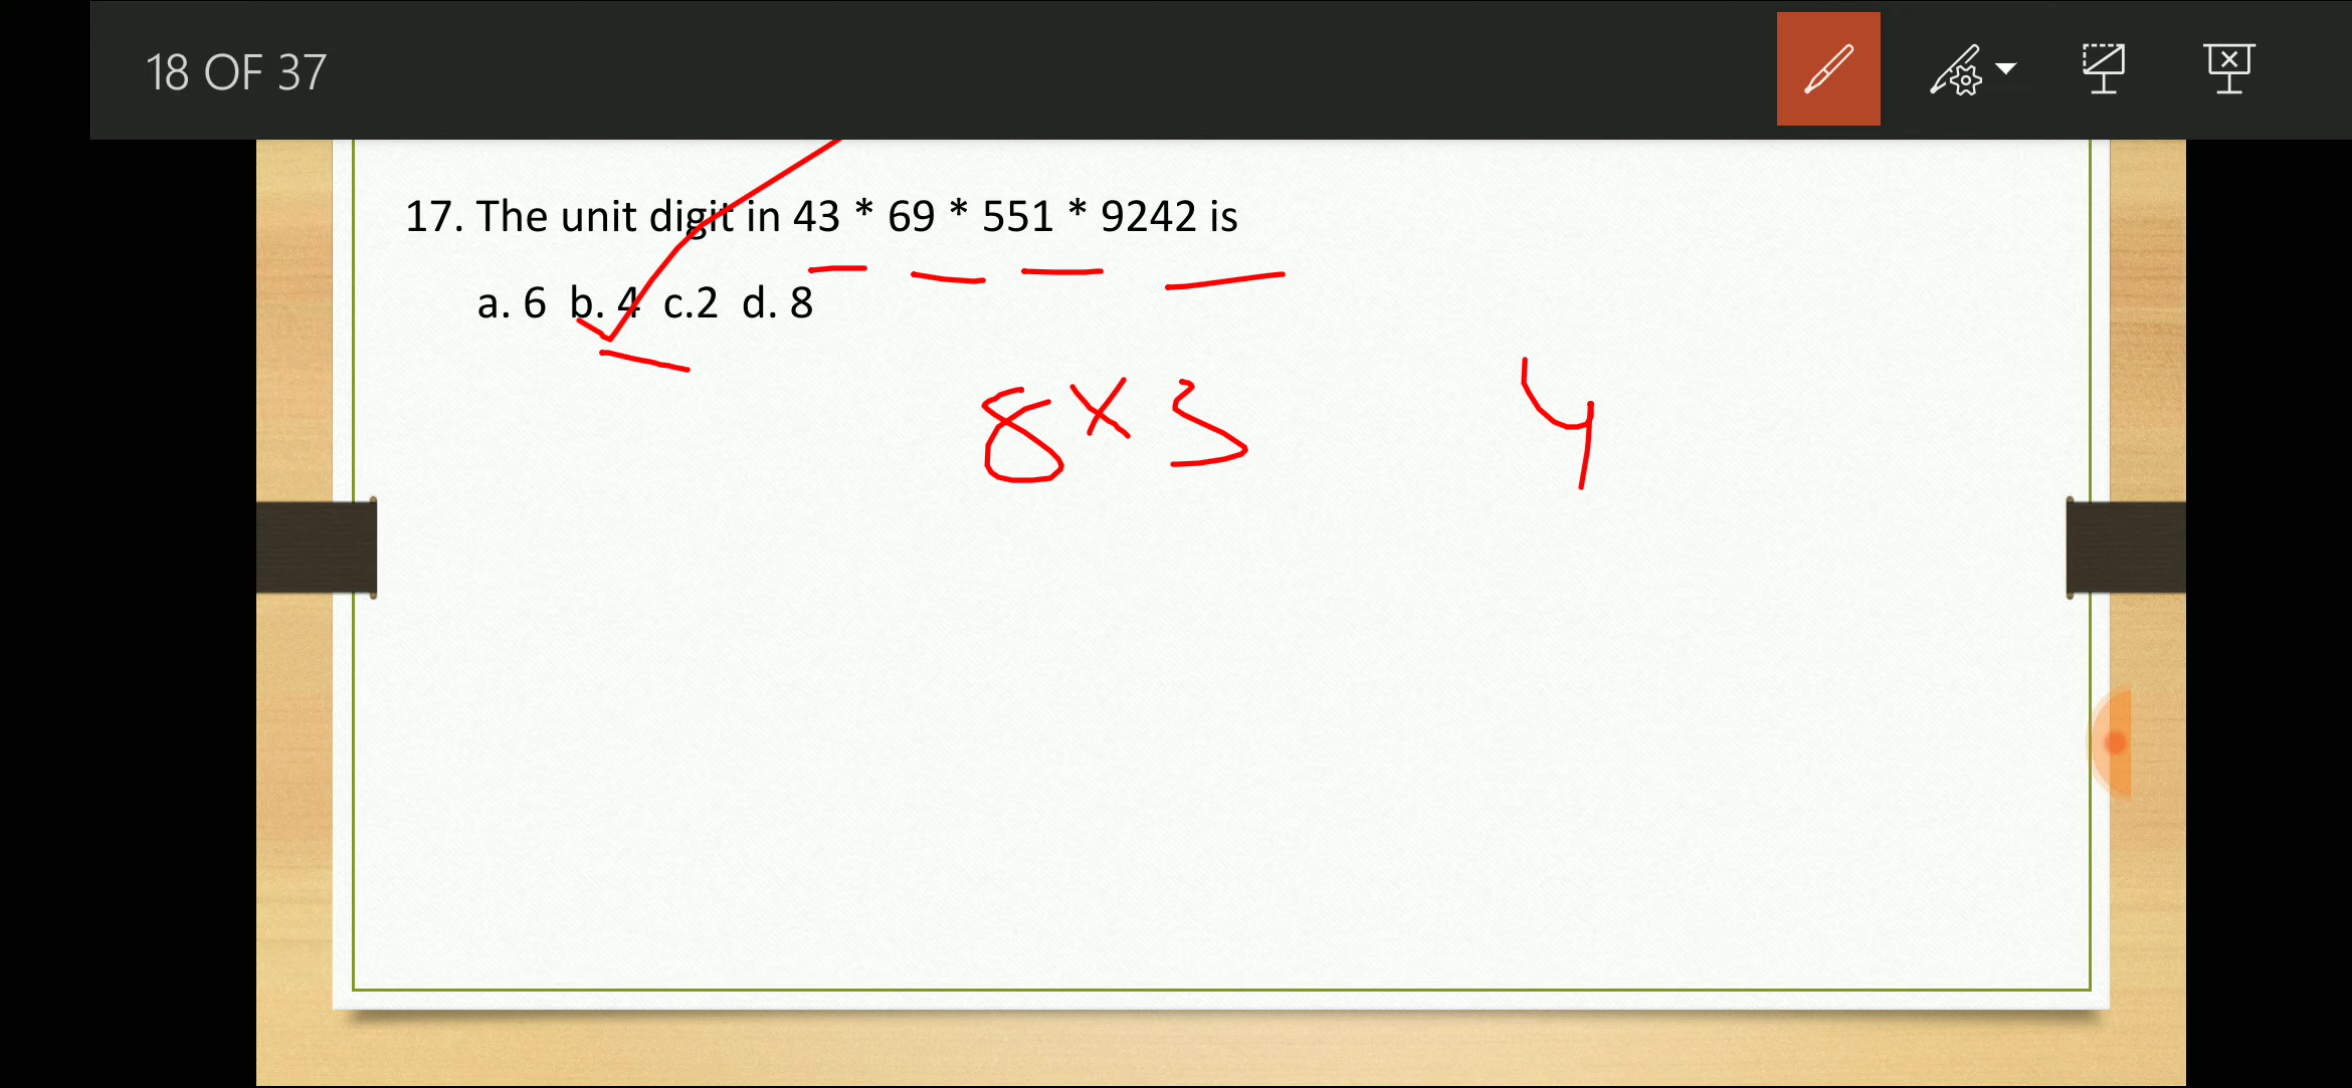 18 OF 37
17. The unit digit in 43 * 69 * 551 * 9242 is
a. 6 b. 4 c.2 d. 8
8 × 3 4